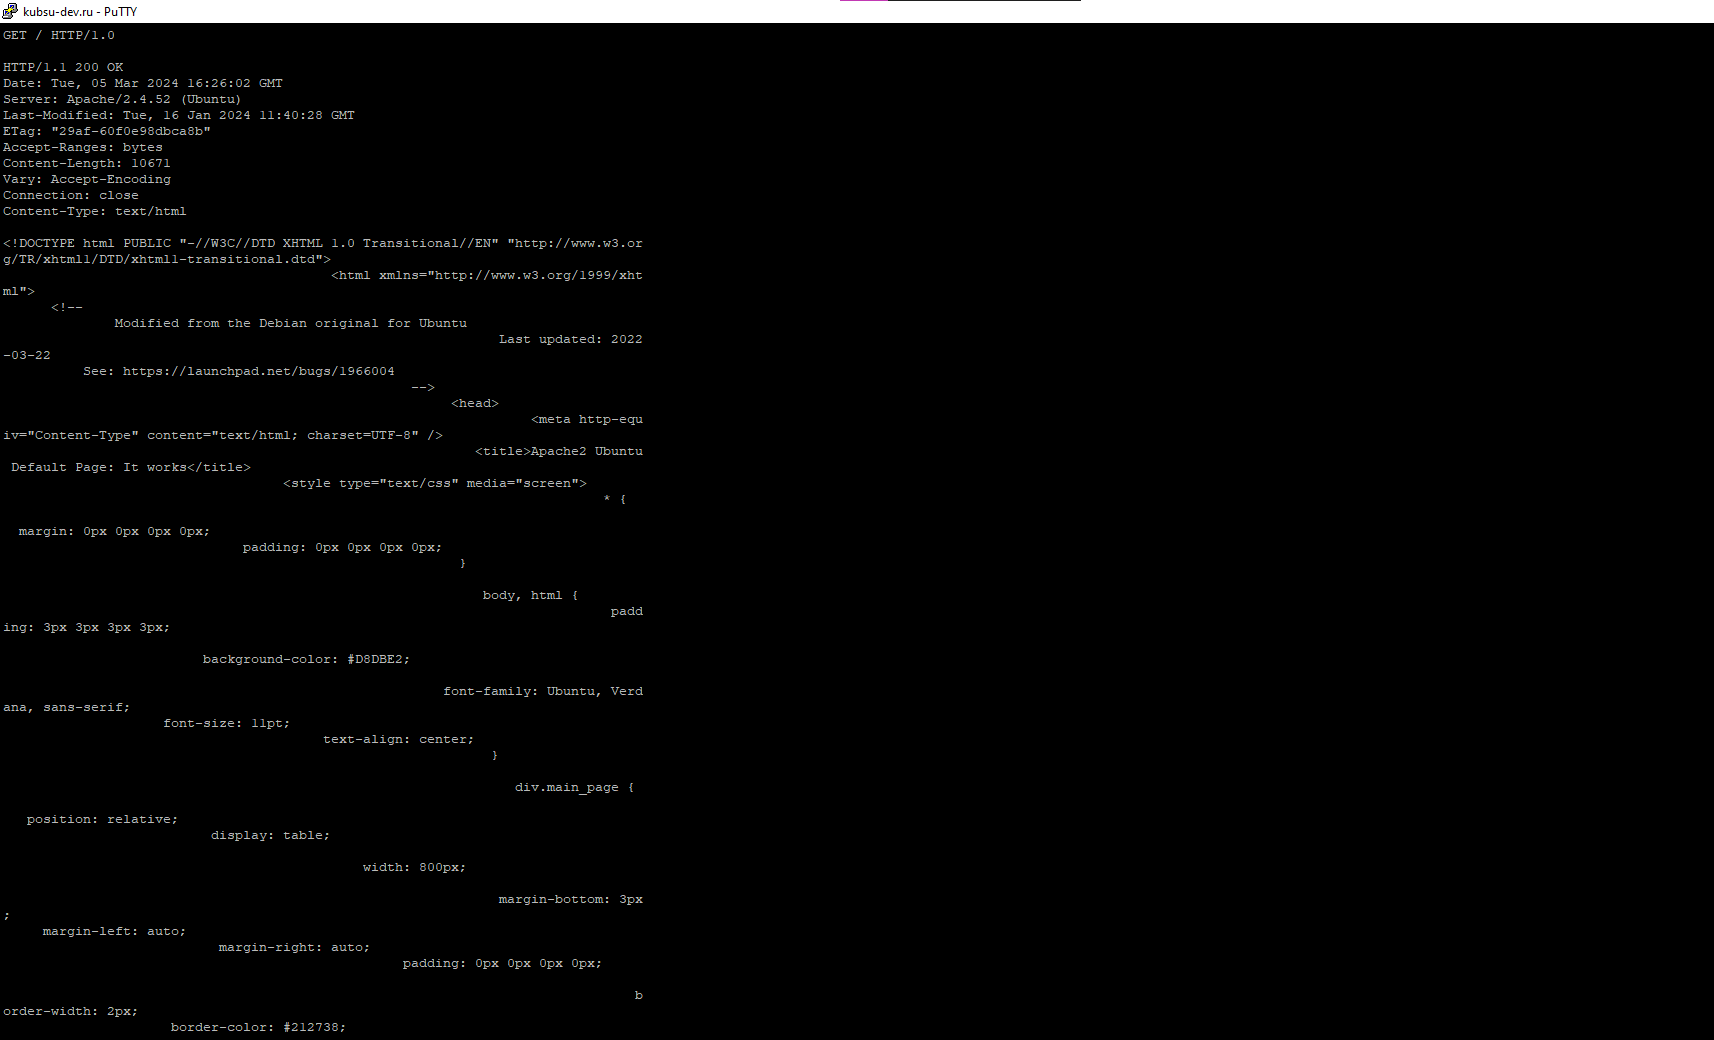 kubsu-dev.ru - PuTTY
GET / HTTP/1.0
HTTP/1.1 200 OK
Date: Tue, 05 Mar 2024 16:26:02 GMT
Server: Apache/2.4.52 (Ubuntu)
Last-Modified: Tue, 16 Jan 2024 11:40:28 GMT
ETag: "29af-60f0e98dbca8b"
Accept-Ranges: bytes
Content-Length: 10671
Vary: Accept-Encoding
Connection: close
Content-Type: text/html
<!DOCTYPE html PUBLIC "-//W3C//DTD XHTML 1.0 Transitional//EN" "http://www.w3.or
g/TR/xhtml1/DTD/xhtml1-transitional.dtd">
<html xmlns="http://www.w3.org/1999/xht
ml">
<!--
Modified from the Debian original for Ubuntu
Last updated: 2022
-03-22
See: https://launchpad.net/bugs/1966004
-->
<head>
<meta http-equ
iv="Content-Type" content="text/html; charset=UTF-8" />
<title>Apache2 Ubuntu
Default Page: It works</title>
<style type="text/css" media="screen">
* {
margin: 0px 0px 0px 0px;
padding: 0px 0px 0px 0px;
}
body, html {
padd
ing: 3px 3px 3px 3px;
background-color: #D8DBE2;
font-family: Ubuntu, Verd
ana, sans-serif;
font-size: 11pt;
text-align: center;
}
div.main_page {
position: relative;
display: table;
width: 800px;
margin-bottom: 3px
;
margin-left: auto;
margin-right: auto;
padding: 0px 0px 0px 0px;
b
order-width: 2px;
border-color: #212738;